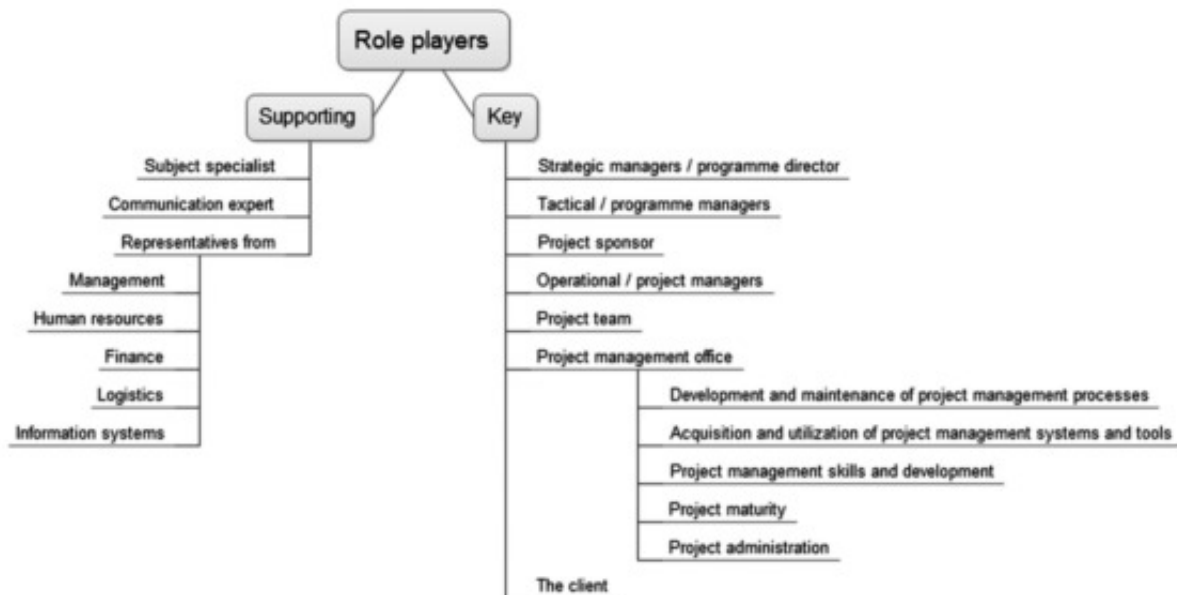 Role players
Supporting
Key
Subject specialist
Communication expert
Representatives from
Management
Human resources
Finance
Logistics
Information systems
Strategic managers / programme director
Tactical / programme managers
Project sponsor
Operational / project managers
Project team
Project management office
Development and maintenance of project management processes
Acquisition and utilization of project management systems and tools
Project management skills and development
Project maturity
Project administration
The client